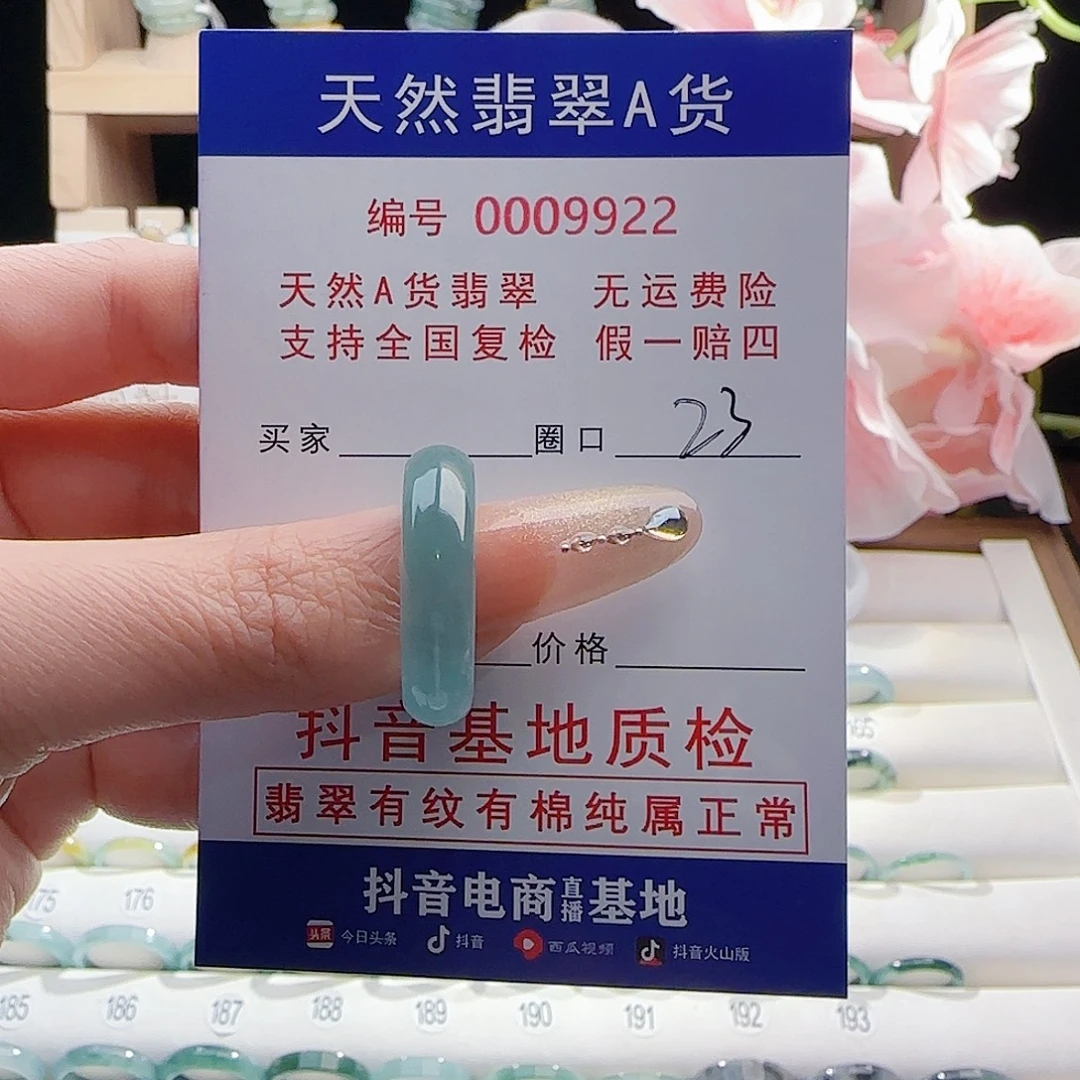 天然翡翠A货
编号 0009922
天然A货翡翠 无运费险
支持全国复检 假一赔四
买家 圈口 23
价格
抖音基地质检
翡翠有纹有棉纯属正常
抖音电商直播基地
头条 今日头条 抖音 西瓜视频 抖音火山版
165
175 176
185 186 187 188 189 190 191 192 193